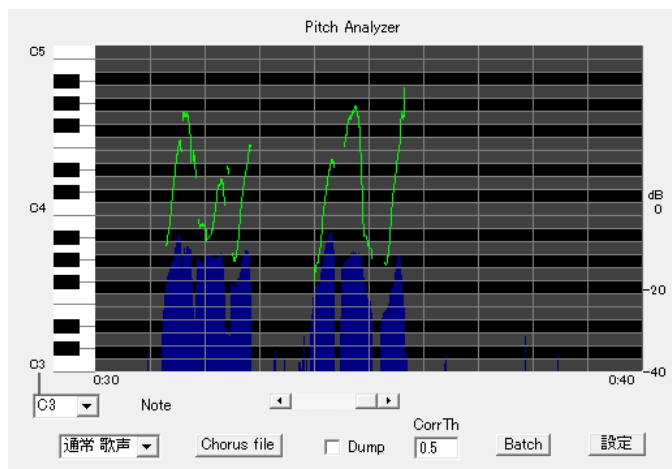 Pitch Analyzer
C5
C4
dB
0
-20
C3
-40
0:30
0:40
C3
Note
CorrTh
通常 歌声
Chorus file
Dump
0.5
Batch
設定